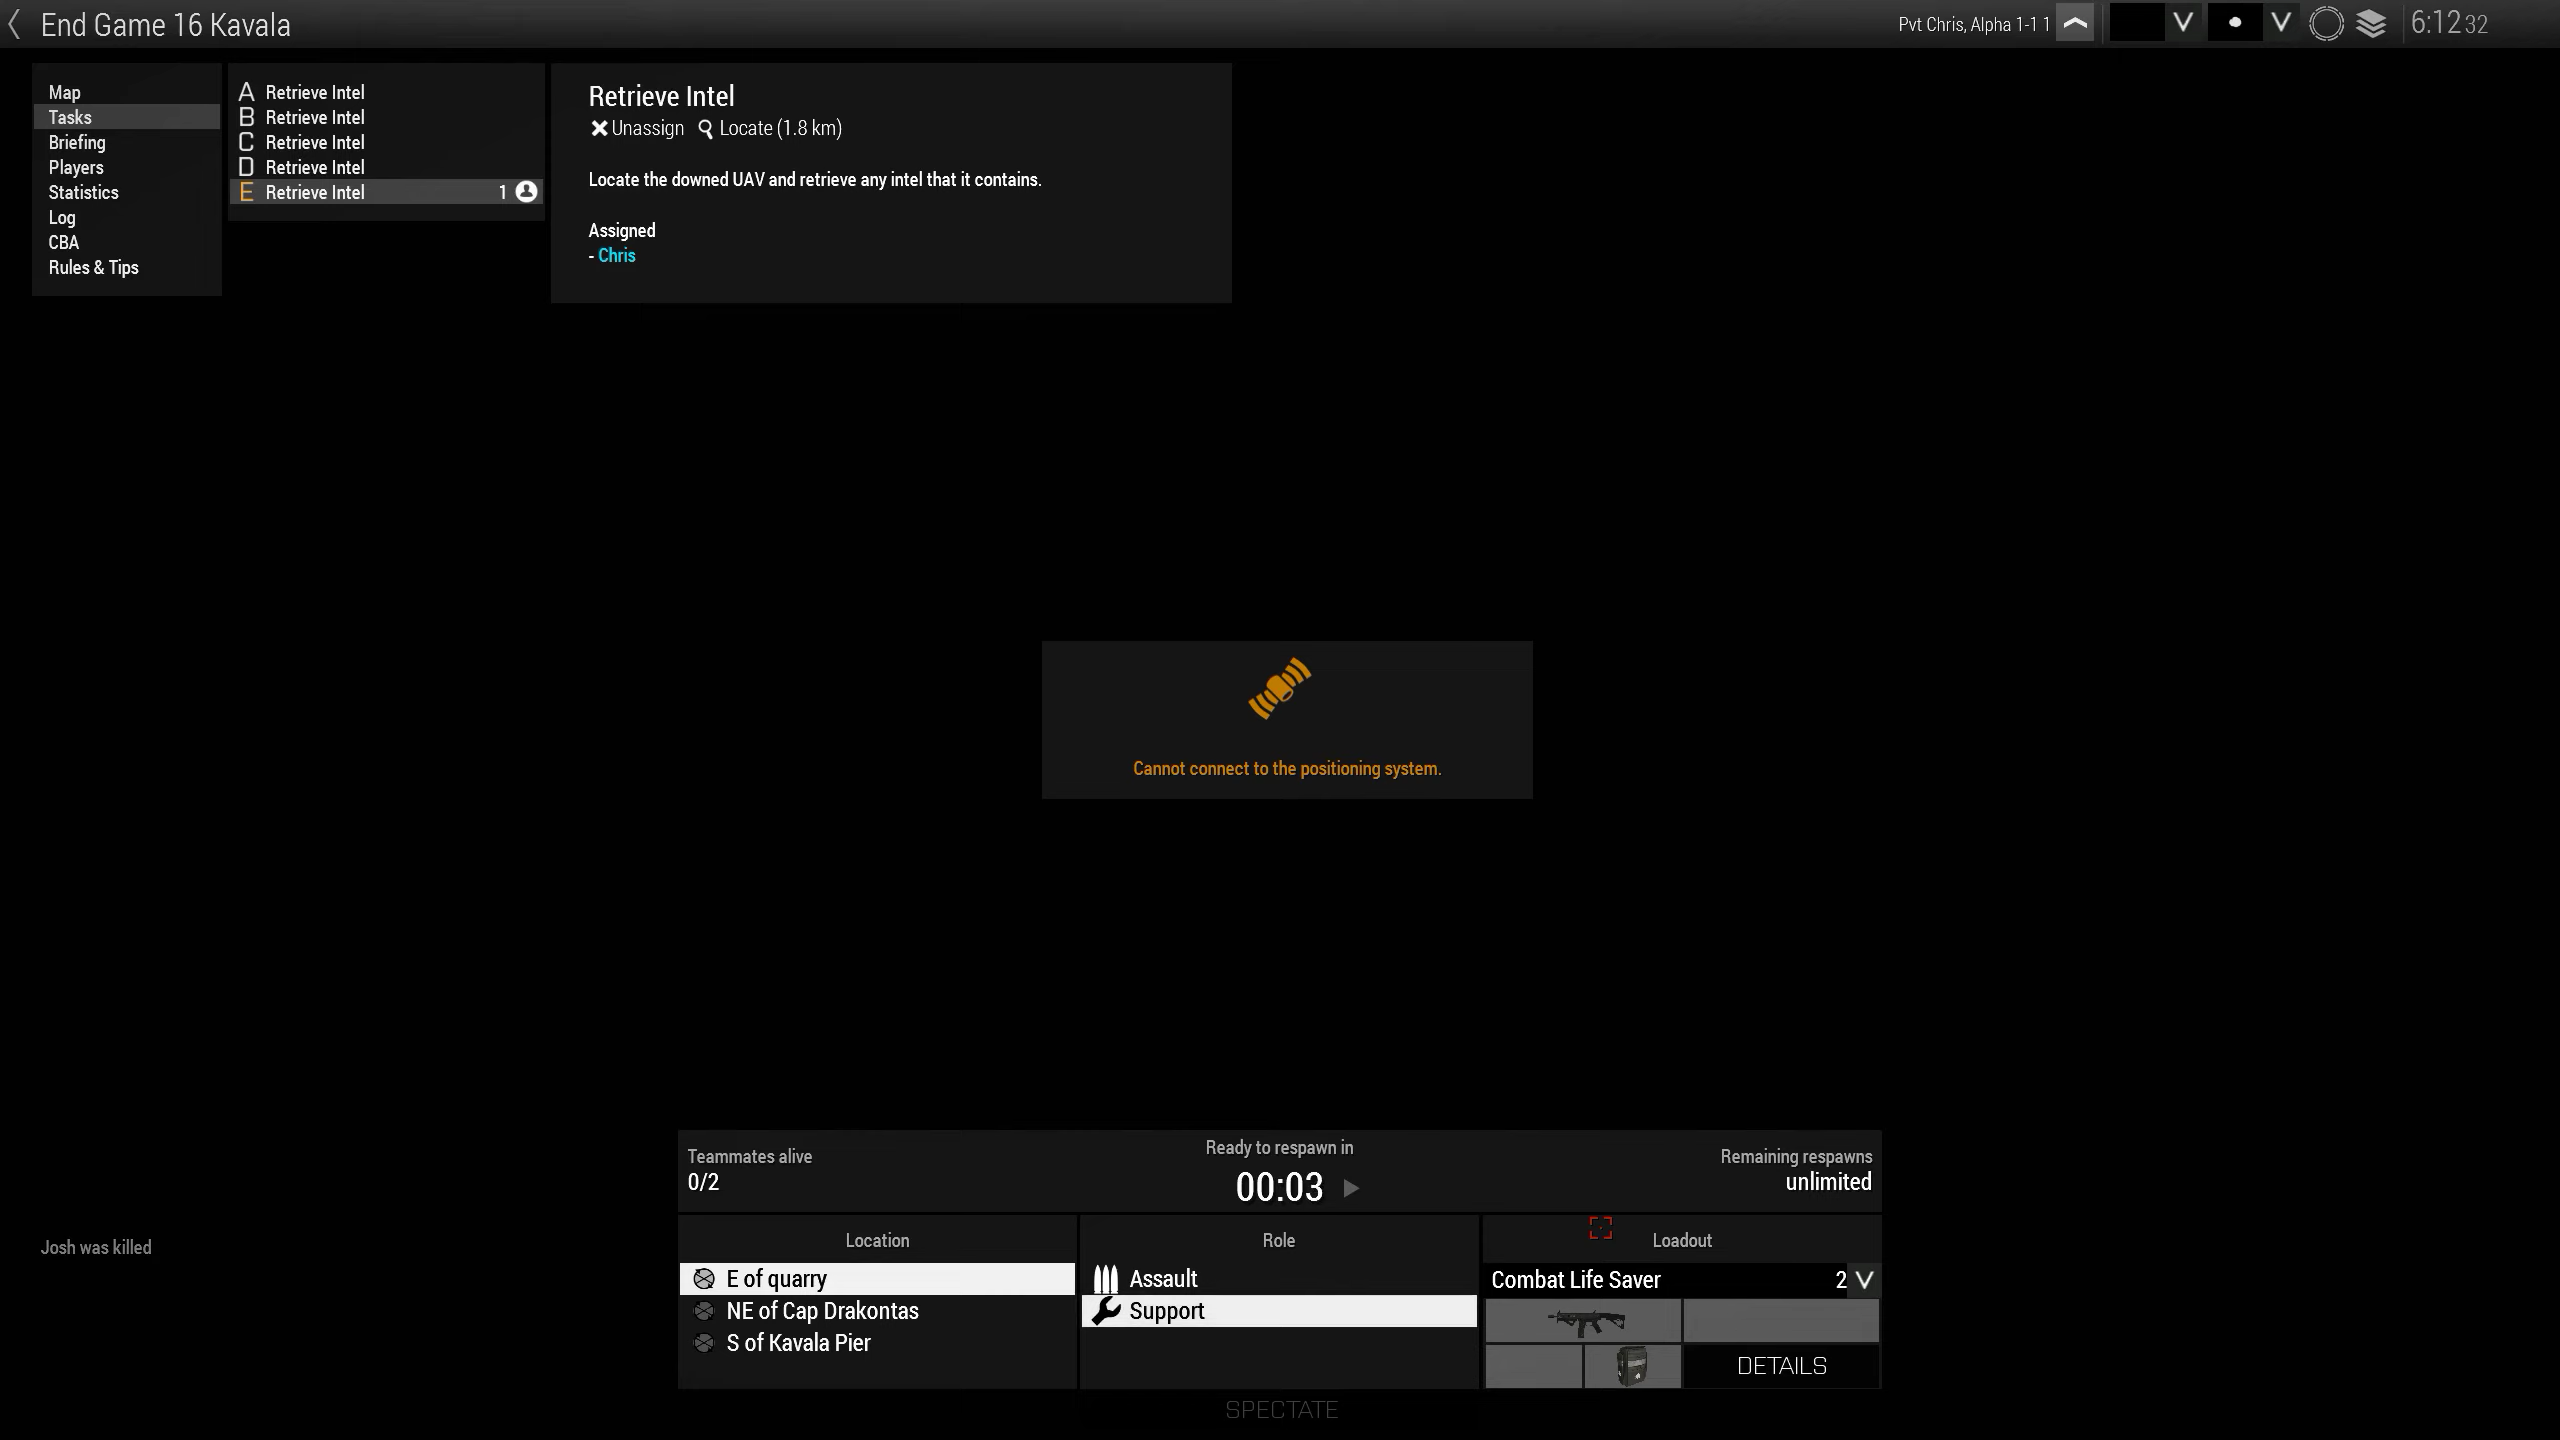 End Game 16 Kavala
Pvt Chris, Alpha 1-1 1
6:12 32
Map
Tasks
Briefing
Players
Statistics
Log
CBA
Rules & Tips
A Retrieve Intel
B Retrieve Intel
C Retrieve Intel
D Retrieve Intel
E Retrieve Intel 1
Retrieve Intel
Unassign Locate (1.8 km)
Locate the downed UAV and retrieve any intel that it contains.
Assigned
- Chris
Cannot connect to the positioning system.
Josh was killed
Teammates alive
0/2
Ready to respawn in
00:03
Remaining respawns
unlimited
Location
E of quarry
NE of Cap Drakontas
S of Kavala Pier
Role
Assault
Support
Loadout
Combat Life Saver 2
DETAILS
SPECTATE